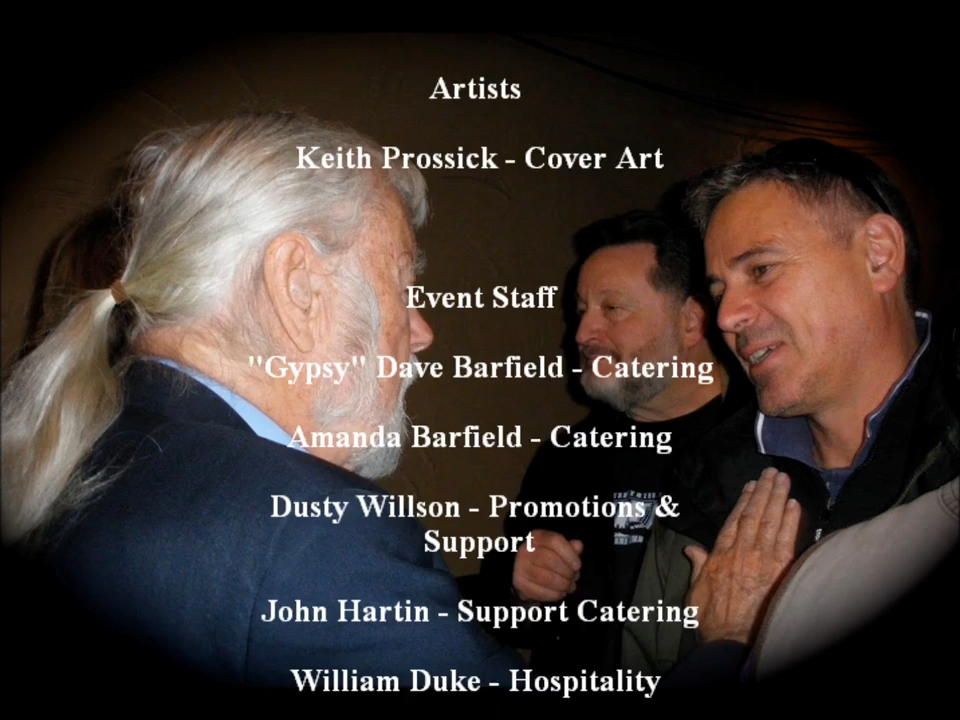 Artists
Keith Prossick - Cover Art
Event Staff
"Gypsy" Dave Barfield - Catering
Amanda Barfield - Catering
Dusty Willson - Promotions &
Support
John Hartin - Support Catering
William Duke - Hospitality